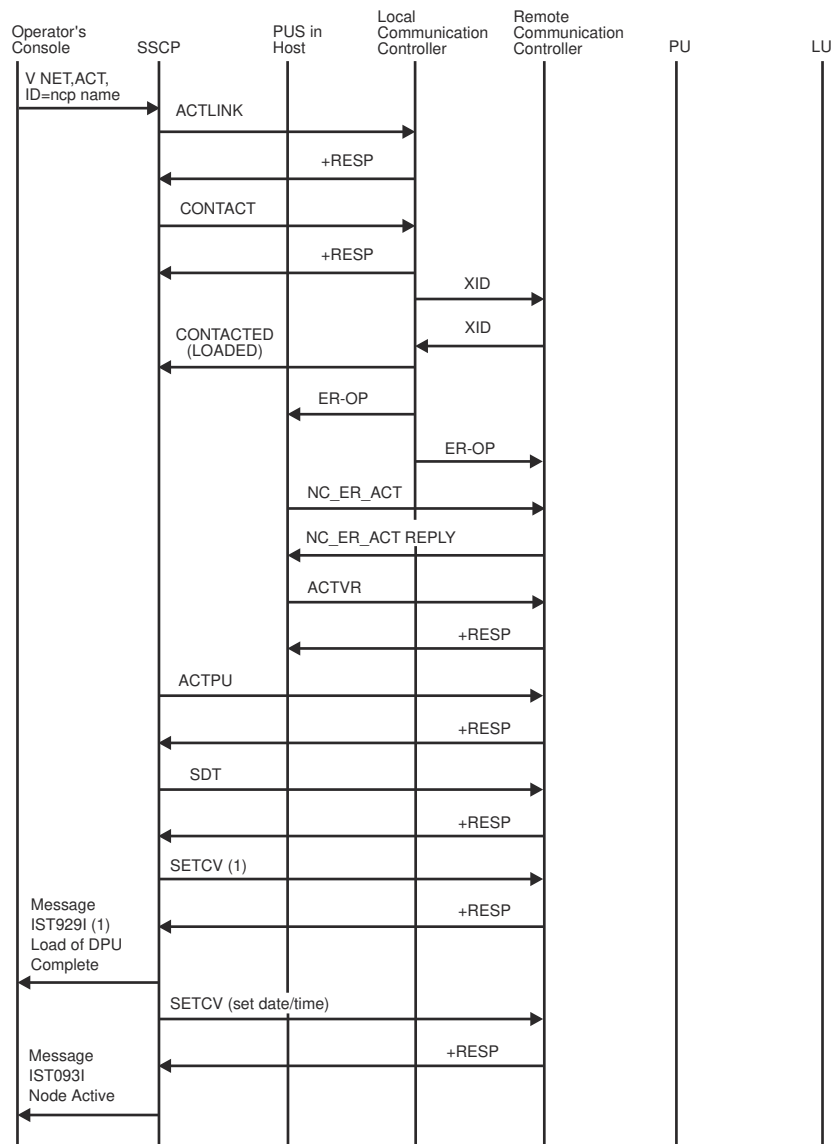 Operator's
Console
SSCP
PUS in
Host
Local
Communication
Controller
Remote
Communication
Controller
PU
LU
V NET,ACT,
ID=ncp name
ACTLINK
+RESP
CONTACT
+RESP
XID
XID
CONTACTED
(LOADED)
ER-OP
ER-OP
NC_ER_ACT
NC_ER_ACT REPLY
ACTVR
+RESP
ACTPU
+RESP
SDT
+RESP
SETCV (1)
+RESP
Message
IST929I (1)
Load of DPU
Complete
SETCV (set date/time)
+RESP
Message
IST093I
Node Active